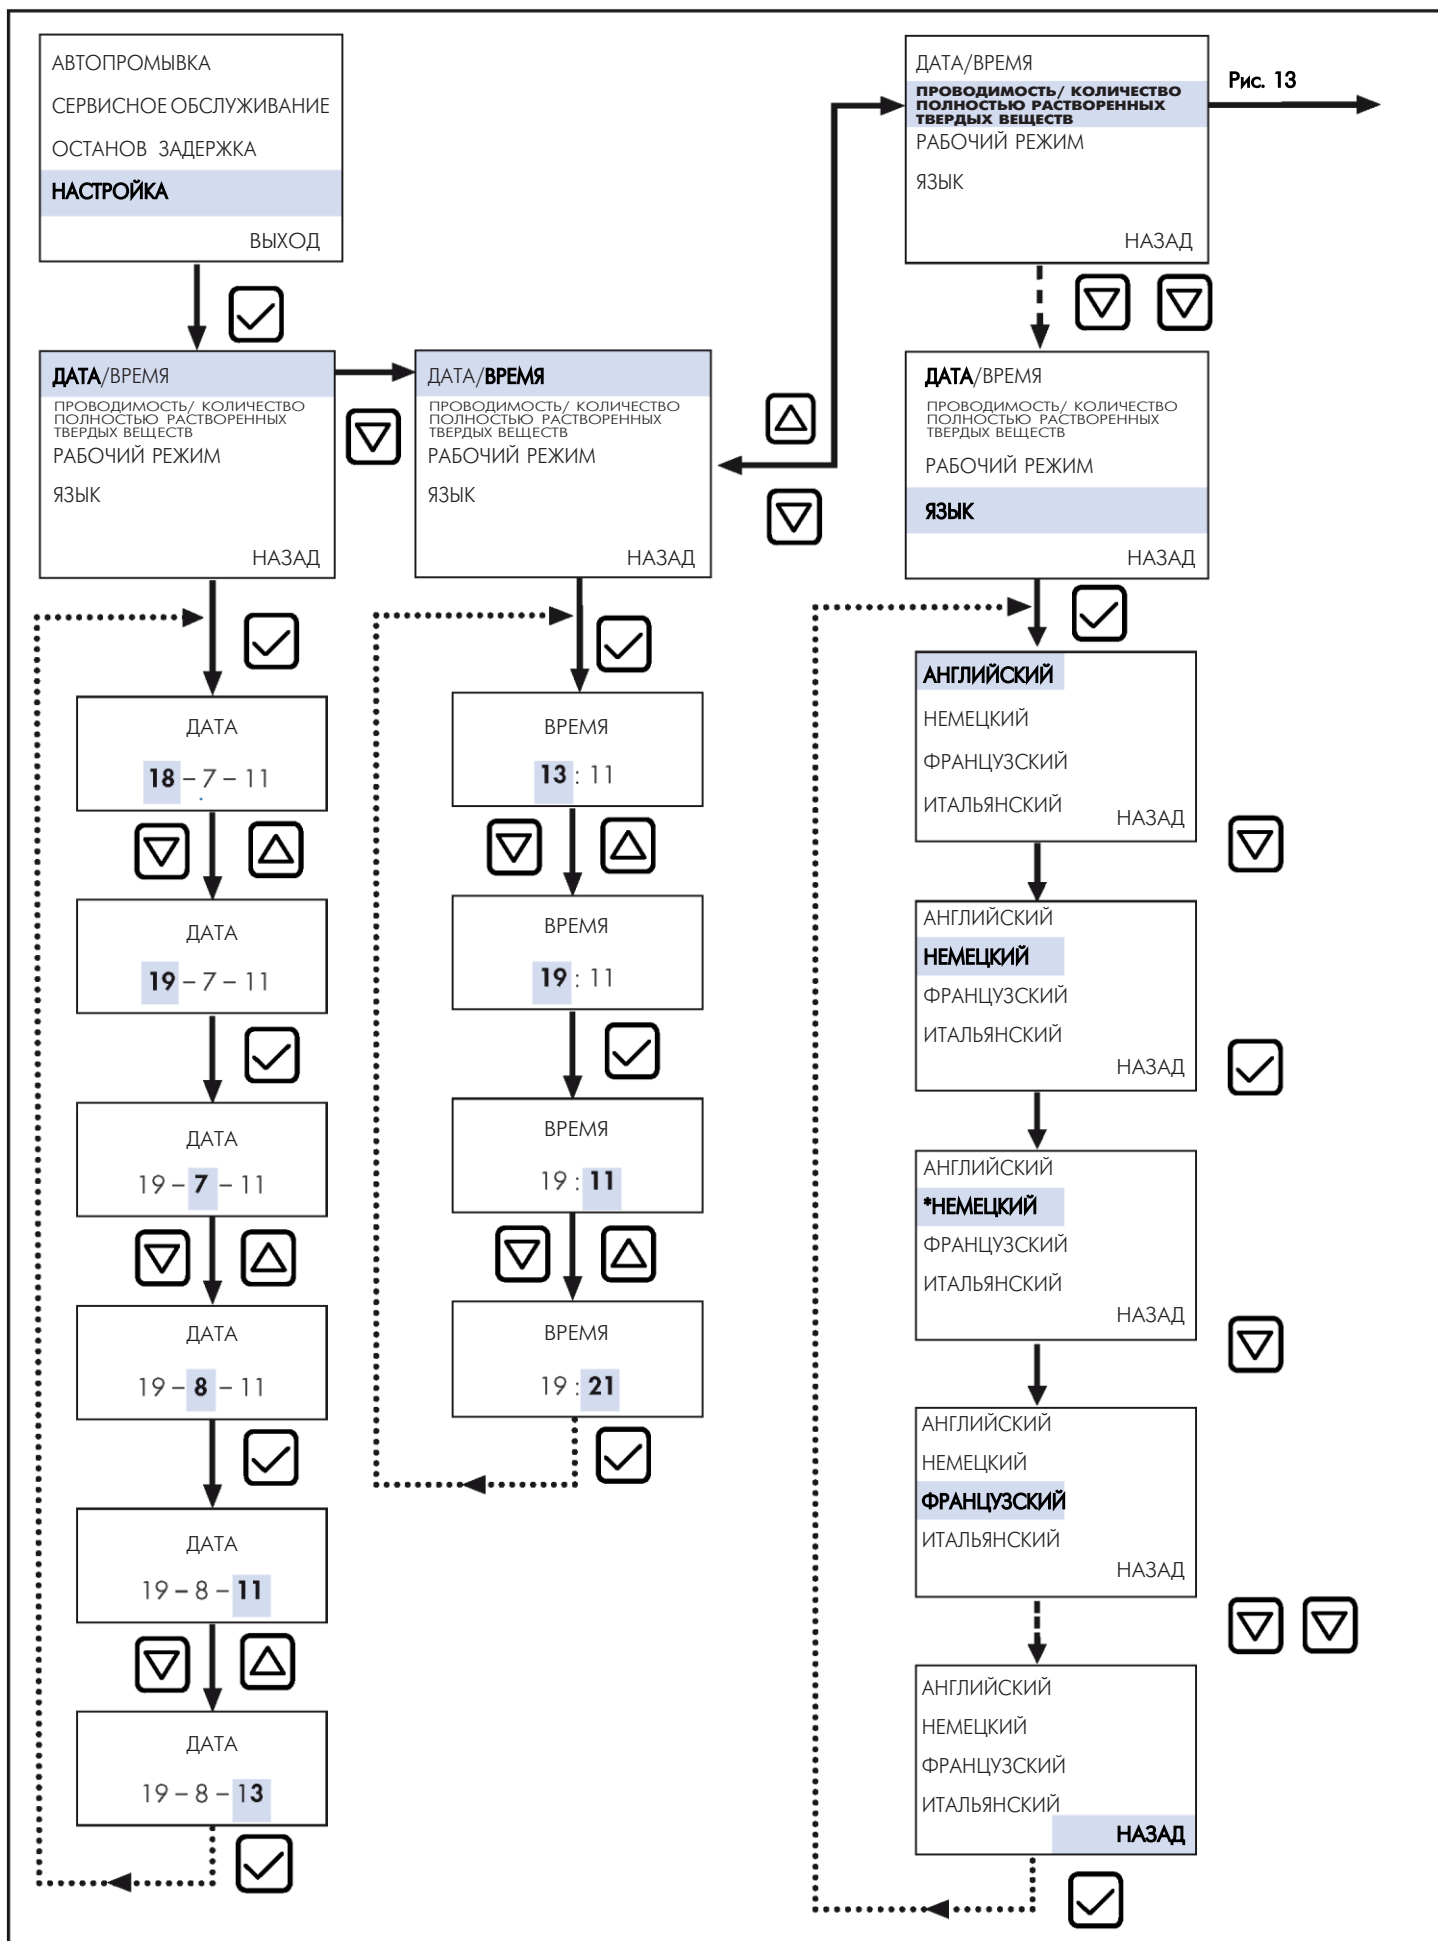 АВТОПРОМЫВКА
СЕРВИСНОЕ ОБСЛУЖИВАНИЕ
ОСТАНОВ ЗАДЕРЖКА
НАСТРОЙКА
ВЫХОД
ДАТА/ВРЕМЯ
ПРОВОДИМОСТЬ/ КОЛИЧЕСТВО
ПОЛНОСТЬЮ РАСТВОРЕННЫХ
ТВЕРДЫХ ВЕЩЕСТВ
РАБОЧИЙ РЕЖИМ
ЯЗЫК
НАЗАД
ДАТА
18 – 7 – 11
ДАТА
19 – 7 – 11
ДАТА
19 – 7 – 11
ДАТА
19 – 8 – 11
ДАТА
19 – 8 – 11
ДАТА
19 – 8 – 13
ДАТА/ВРЕМЯ
ПРОВОДИМОСТЬ/ КОЛИЧЕСТВО
ПОЛНОСТЬЮ РАСТВОРЕННЫХ
ТВЕРДЫХ ВЕЩЕСТВ
РАБОЧИЙ РЕЖИМ
ЯЗЫК
НАЗАД
ВРЕМЯ
13 : 11
ВРЕМЯ
19 : 11
ВРЕМЯ
19 : 11
ВРЕМЯ
19 : 21
ДАТА/ВРЕМЯ
ПРОВОДИМОСТЬ/ КОЛИЧЕСТВО
ПОЛНОСТЬЮ РАСТВОРЕННЫХ
ТВЕРДЫХ ВЕЩЕСТВ
РАБОЧИЙ РЕЖИМ
ЯЗЫК
НАЗАД
Рис. 13
ДАТА/ВРЕМЯ
ПРОВОДИМОСТЬ/ КОЛИЧЕСТВО
ПОЛНОСТЬЮ РАСТВОРЕННЫХ
ТВЕРДЫХ ВЕЩЕСТВ
РАБОЧИЙ РЕЖИМ
ЯЗЫК
НАЗАД
АНГЛИЙСКИЙ
НЕМЕЦКИЙ
ФРАНЦУЗСКИЙ
ИТАЛЬЯНСКИЙ
НАЗАД
АНГЛИЙСКИЙ
НЕМЕЦКИЙ
ФРАНЦУЗСКИЙ
ИТАЛЬЯНСКИЙ
НАЗАД
АНГЛИЙСКИЙ
*НЕМЕЦКИЙ
ФРАНЦУЗСКИЙ
ИТАЛЬЯНСКИЙ
НАЗАД
АНГЛИЙСКИЙ
НЕМЕЦКИЙ
ФРАНЦУЗСКИЙ
ИТАЛЬЯНСКИЙ
НАЗАД
АНГЛИЙСКИЙ
НЕМЕЦКИЙ
ФРАНЦУЗСКИЙ
ИТАЛЬЯНСКИЙ
НАЗАД